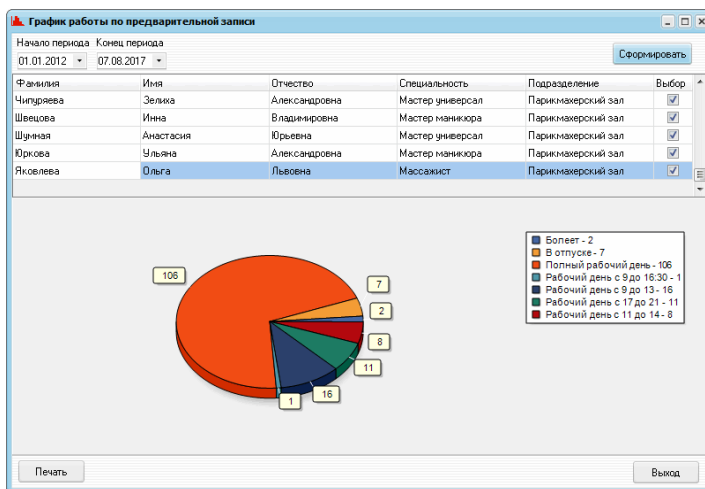 График работы по предварительной записи
Начало периода Конец периода
01.01.2012 07.08.2017 Сформировать
Фамилия Имя Отчество Специальность Подразделение Выбор
Чипуряева Зелиха Александровна Мастер универсал Парикмахерский зал
Швецова Инна Владимировна Мастер маникюра Парикмахерский зал
Шумная Анастасия Юрьевна Мастер универсал Парикмахерский зал
Юркова Ульяна Александровна Мастер маникюра Парикмахерский зал
Яковлева Ольга Львовна Массажист Парикмахерский зал
Болеет - 2
В отпуске - 7
Полный рабочий день - 106
Рабочий день с 9 до 16:30 - 1
Рабочий день с 9 до 13 - 16
Рабочий день с 17 до 21 - 11
Рабочий день с 11 до 14 - 8
106
7
2
8
11
16
1
Печать Выход